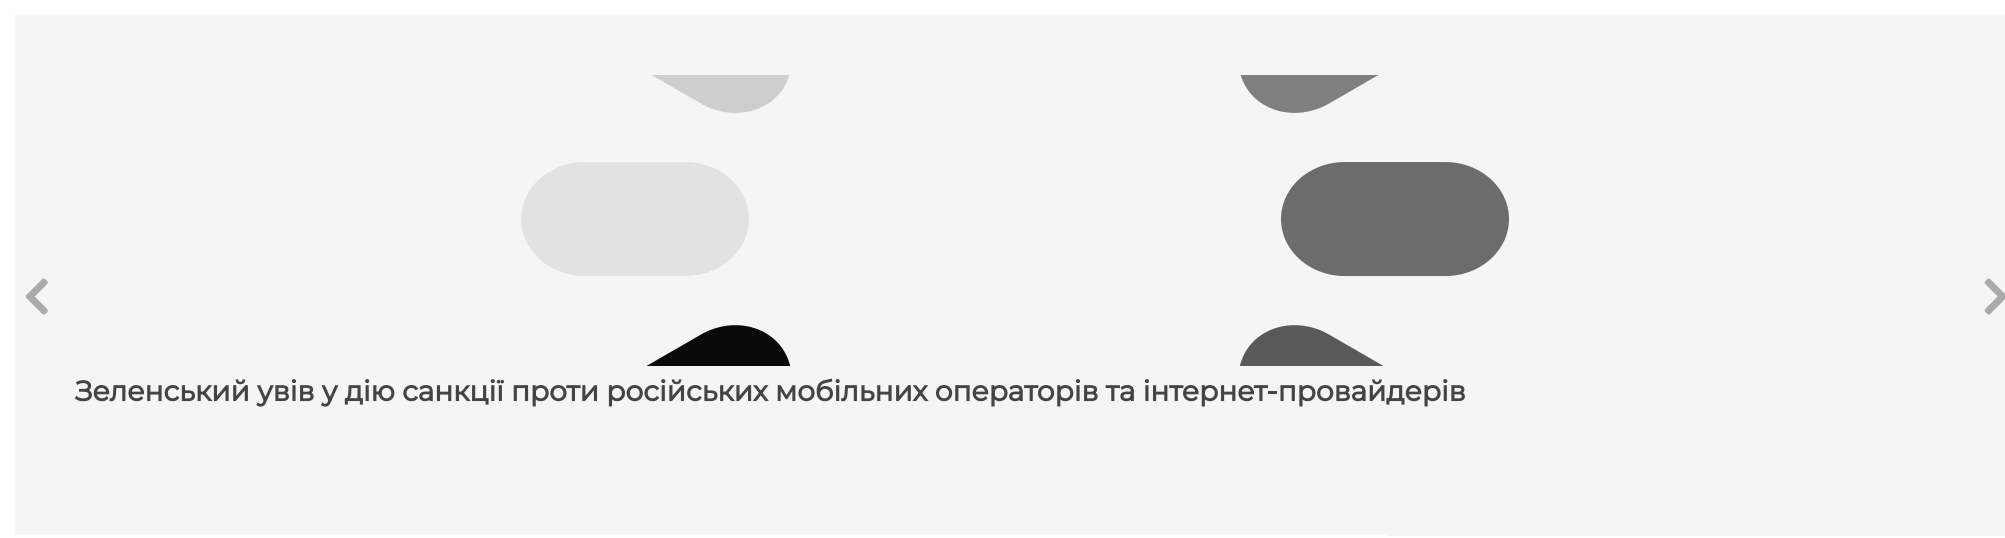 Зеленський увів у дію санкції проти російських мобільних операторів та інтернет-провайдерів